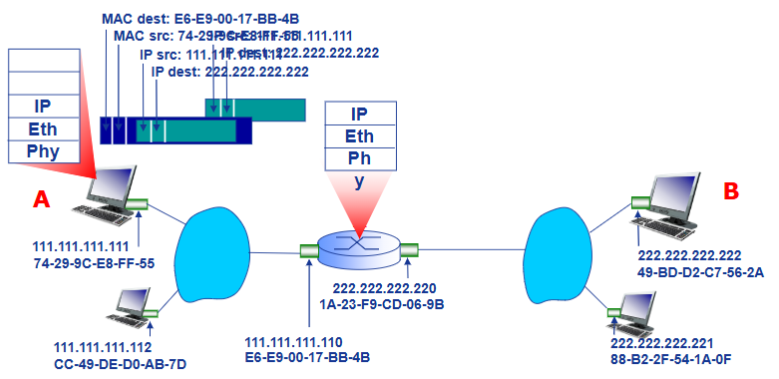 MAC dest: E6-E9-00-17-BB-4B
MAC src: 74-29-9C-E8-FF-55
IP src: 111.111.111.111
IP src: 111.111.111.111
IP dest: 222.222.222.222
IP dest: 222.222.222.222
IP
Eth
Phy
IP
Eth
Ph
y
A
B
111.111.111.111
74-29-9C-E8-FF-55
222.222.222.222
49-BD-D2-C7-56-2A
222.222.222.220
1A-23-F9-CD-06-9B
111.111.111.112
CC-49-DE-D0-AB-7D
111.111.111.110
E6-E9-00-17-BB-4B
222.222.222.221
88-B2-2F-54-1A-0F